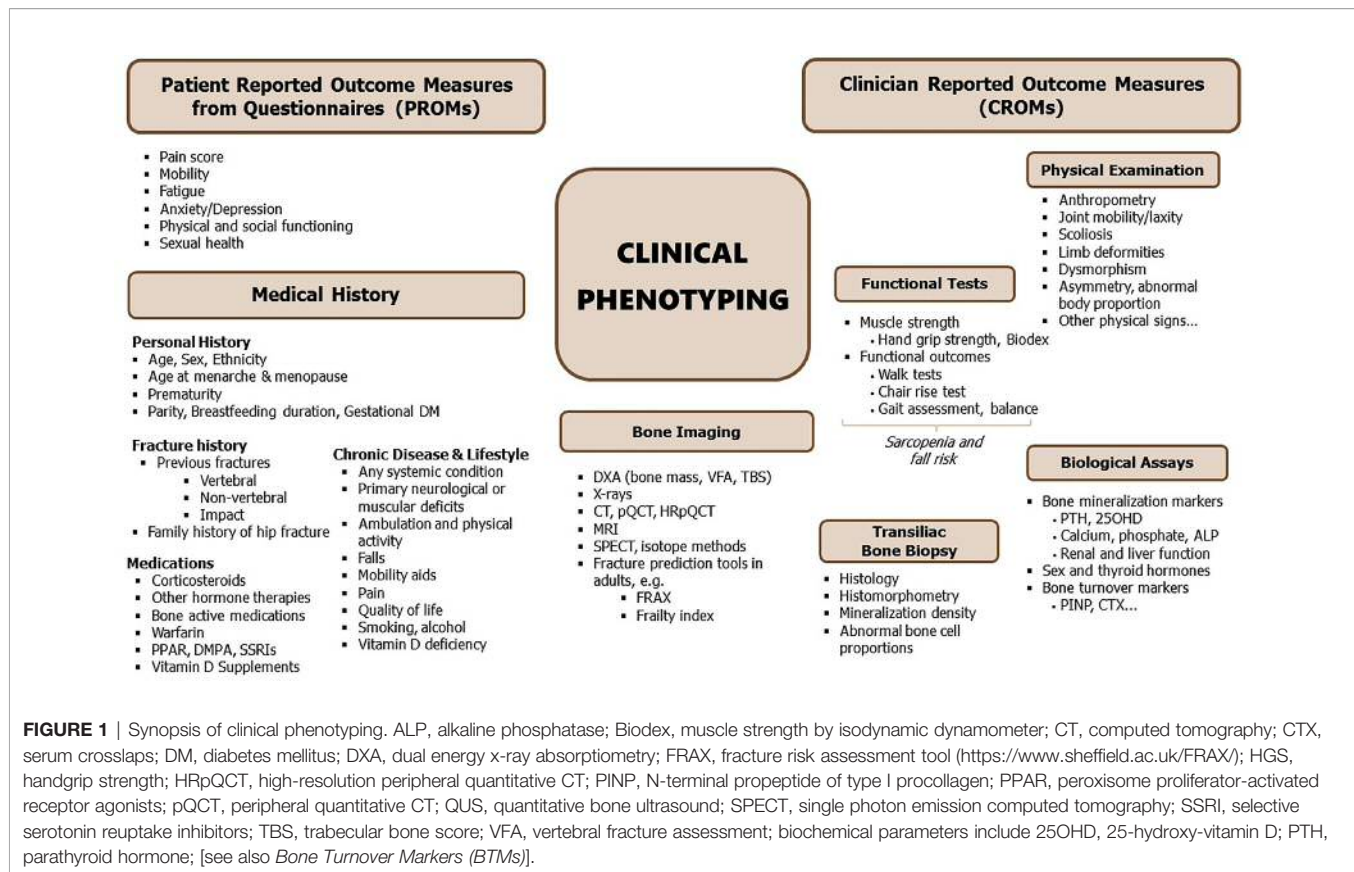 Patient Reported Outcome Measures
from Questionnaires (PROMs)
▪ Pain score
▪ Mobility
▪ Fatigue
▪ Anxiety/Depression
▪ Physical and social functioning
▪ Sexual health
Medical History
Personal History
▪ Age, Sex, Ethnicity
▪ Age at menarche & menopause
▪ Prematurity
▪ Parity, Breastfeeding duration, Gestational DM
Fracture history
▪ Previous fractures
▪ Vertebral
▪ Non-vertebral
▪ Impact
▪ Family history of hip fracture
Medications
▪ Corticosteroids
▪ Other hormone therapies
▪ Bone active medications
▪ Warfarin
▪ PPAR, DMPA, SSRIs
▪ Vitamin D Supplements
Chronic Disease & Lifestyle
▪ Any systemic condition
▪ Primary neurological or
muscular deficits
▪ Ambulation and physical
activity
▪ Falls
▪ Mobility aids
▪ Pain
▪ Quality of life
▪ Smoking, alcohol
▪ Vitamin D deficiency
CLINICAL
PHENOTYPING
Bone Imaging
▪ DXA (bone mass, VFA, TBS)
▪ X-rays
▪ CT, pQCT, HRpQCT
▪ MRI
▪ SPECT, isotope methods
▪ Fracture prediction tools in
adults, e.g.
▪ FRAX
▪ Frailty index
Clinician Reported Outcome Measures
(CROMs)
Physical Examination
▪ Anthropometry
▪ Joint mobility/laxity
▪ Scoliosis
▪ Limb deformities
▪ Dysmorphism
▪ Asymmetry, abnormal
body proportion
▪ Other physical signs...
Functional Tests
▪ Muscle strength
• Hand grip strength, Biodex
▪ Functional outcomes
• Walk tests
• Chair rise test
• Gait assessment, balance
Sarcopenia and
fall risk
Transiliac
Bone Biopsy
▪ Histology
▪ Histomorphometry
▪ Mineralization density
▪ Abnormal bone cell
proportions
Biological Assays
▪ Bone mineralization markers
• PTH, 25OHD
• Calcium, phosphate, ALP
• Renal and liver function
▪ Sex and thyroid hormones
▪ Bone turnover markers
• PINP, CTX...
FIGURE 1 | Synopsis of clinical phenotyping. ALP, alkaline phosphatase; Biodex, muscle strength by isodynamic dynamometer; CT, computed tomography; CTX,
serum crosslaps; DM, diabetes mellitus; DXA, dual energy x-ray absorptiometry; FRAX, fracture risk assessment tool (https://www.sheffield.ac.uk/FRAX/); HGS,
handgrip strength; HRpQCT, high-resolution peripheral quantitative CT; PINP, N-terminal propeptide of type I procollagen; PPAR, peroxisome proliferator-activated
receptor agonists; pQCT, peripheral quantitative CT; QUS, quantitative bone ultrasound; SPECT, single photon emission computed tomography; SSRI, selective
serotonin reuptake inhibitors; TBS, trabecular bone score; VFA, vertebral fracture assessment; biochemical parameters include 25OHD, 25-hydroxy-vitamin D; PTH,
parathyroid hormone; [see also Bone Turnover Markers (BTMs)].